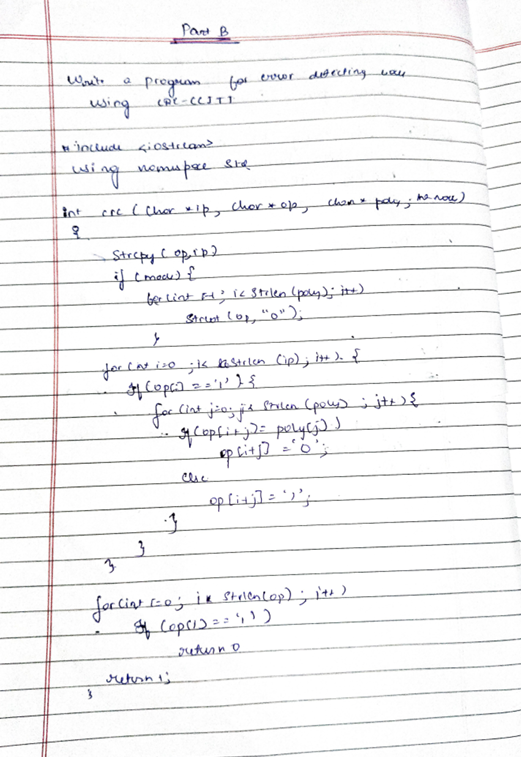 Part B
Write a program for error detecting code
using CRC-CCITT
# include <iostream>
using namespace std
int crc (char *ip, char *op, char * poly, int mode)
{
strcpy (op, ip)
if (mode) {
for (int i=1; i< strlen (poly); i++)
strcat (op, "0");
}
for (int i=0 ; i< strlen (ip); i++) {
if (op[i] == '1') {
for (int j=0; j< strlen (poly) ; j++) {
if (op[i+j] = poly[j])
op [i+j] = '0';
else
op [i+j] = '1';
}
}
}
for (int i=0; i< strlen(op) ; i++)
if (op[i] == '1')
return 0
return 1;
}